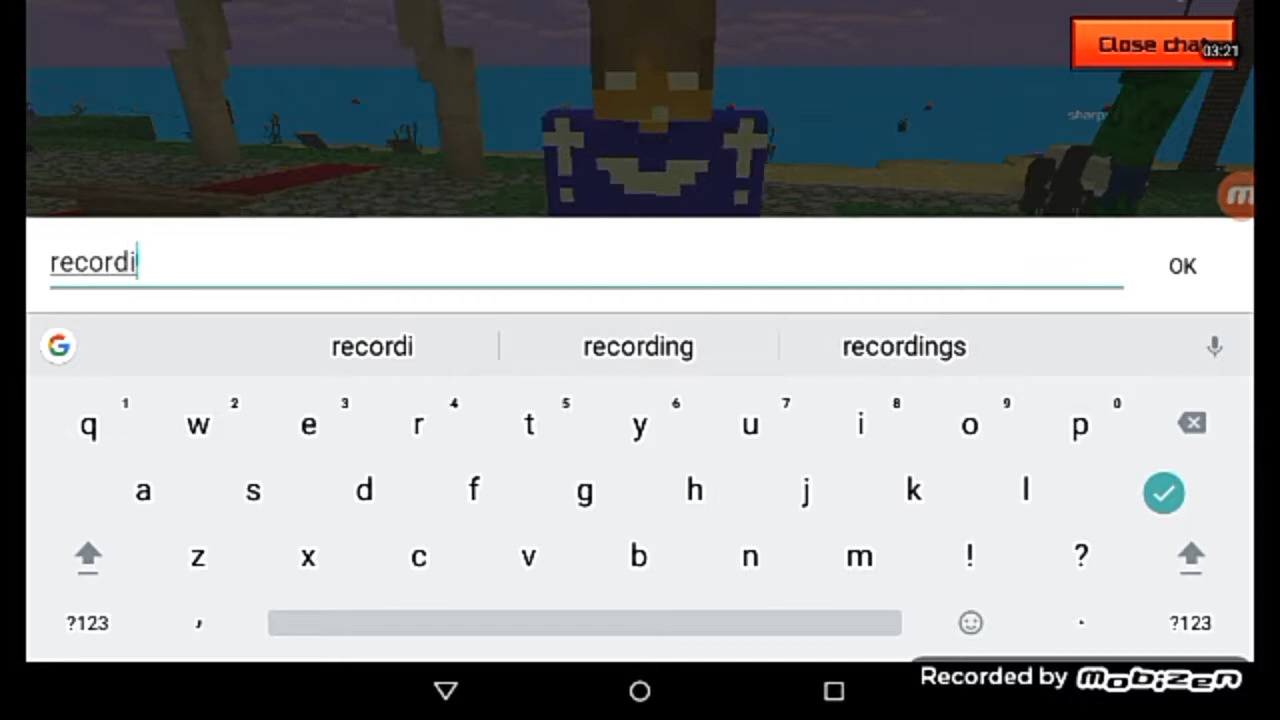 Close chat
03:21
sharp
recordi
OK
recordi recording recordings
1 2 3 4 5 6 7 8 9 0
q w e r t y u i o p
a s d f g h j k l
z x c v b n m ! ?
?123 , . ?123
Recorded by mobizen